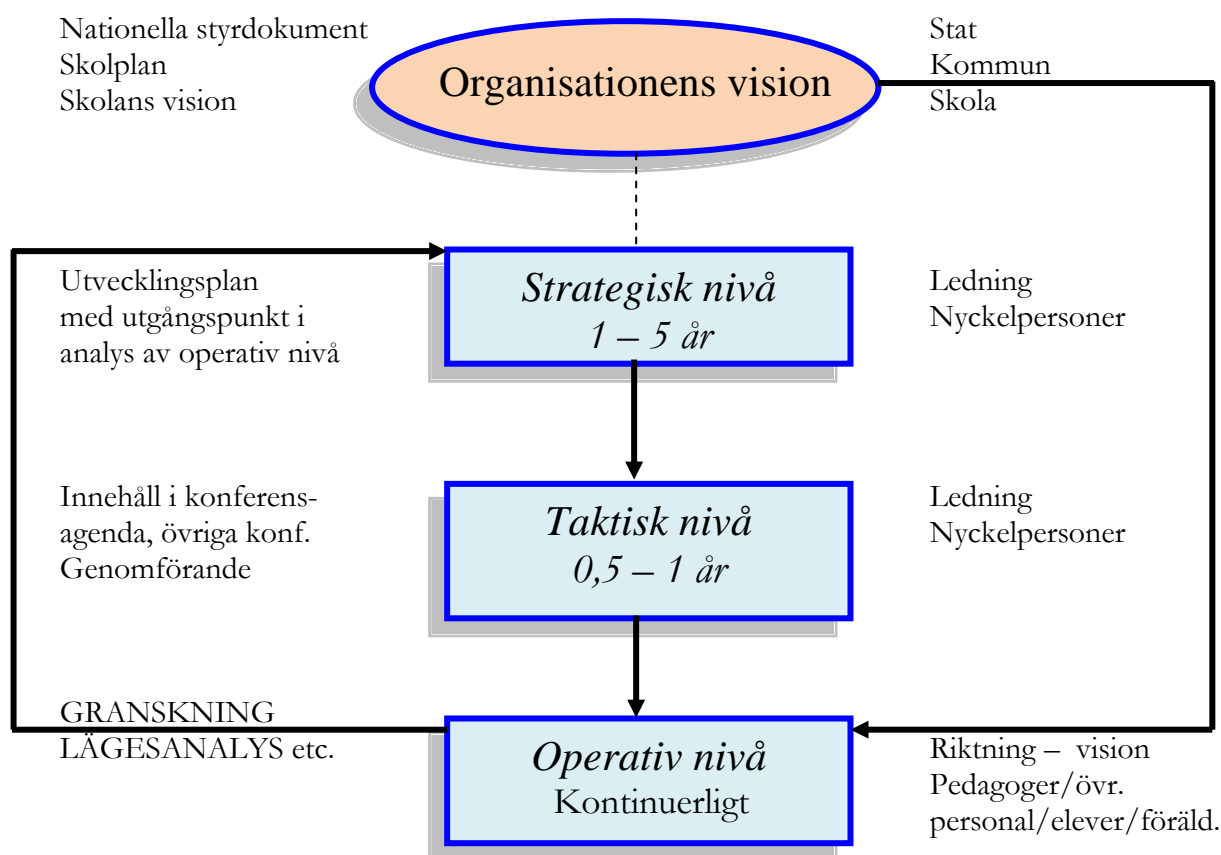 Nationella styrdokument
Skolplan
Skolans vision
Organisationens vision
Stat
Kommun
Skola
Utvecklingsplan
med utgångspunkt i
analys av operativ nivå
Strategisk nivå
1 – 5 år
Ledning
Nyckelpersoner
Innehåll i konferens-
agenda, övriga konf.
Genomförande
Taktisk nivå
0,5 – 1 år
Ledning
Nyckelpersoner
GRANSKNING
LÄGESANALYS etc.
Operativ nivå
Kontinuerligt
Riktning – vision
Pedagoger/övr.
personal/elever/föräld.